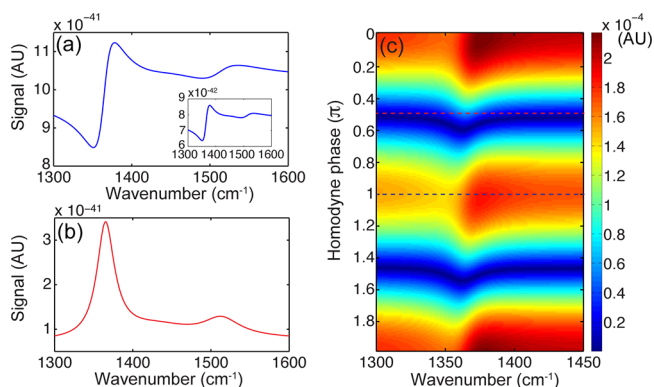 x 10⁻⁴¹
11
10
9
8
Signal (AU)
(a)
x 10⁻⁴²
9
8
7
6
1300 1400 1500 1600
1300 1400 1500 1600
Wavenumber (cm⁻¹)
x 10⁻⁴¹
3
2
1
Signal (AU)
(b)
1300 1400 1500 1600
Wavenumber (cm⁻¹)
(c)
0
0.2
0.4
0.6
0.8
1
1.2
1.4
1.6
1.8
Homodyne phase (π)
1300 1400 1450
Wavenumber (cm⁻¹)
x 10⁻⁴
(AU)
2
1.8
1.6
1.4
1.2
1
0.8
0.6
0.4
0.2